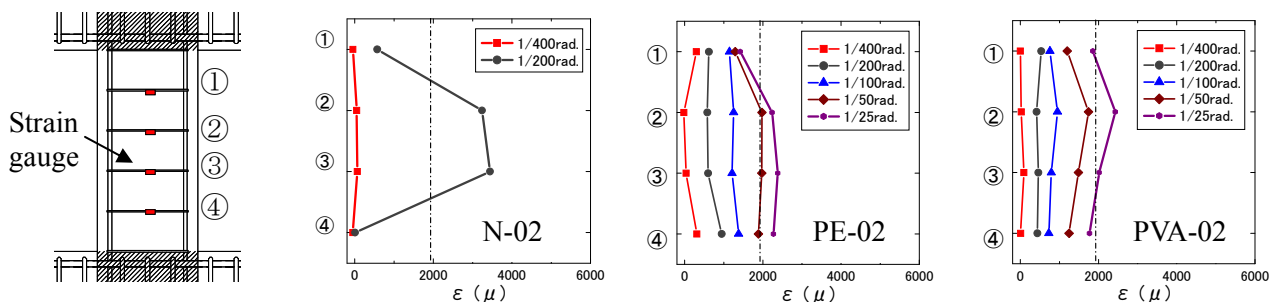 ①
②
③
④
Strain
gauge
①
②
③
④
1/400rad.
1/200rad.
N-02
0
2000
4000
6000
ε (μ)
①
②
③
④
1/400rad.
1/200rad.
1/100rad.
1/50rad.
1/25rad.
PE-02
0
2000
4000
6000
ε (μ)
①
②
③
④
1/400rad.
1/200rad.
1/100rad.
1/50rad.
1/25rad.
PVA-02
0
2000
4000
6000
ε (μ)